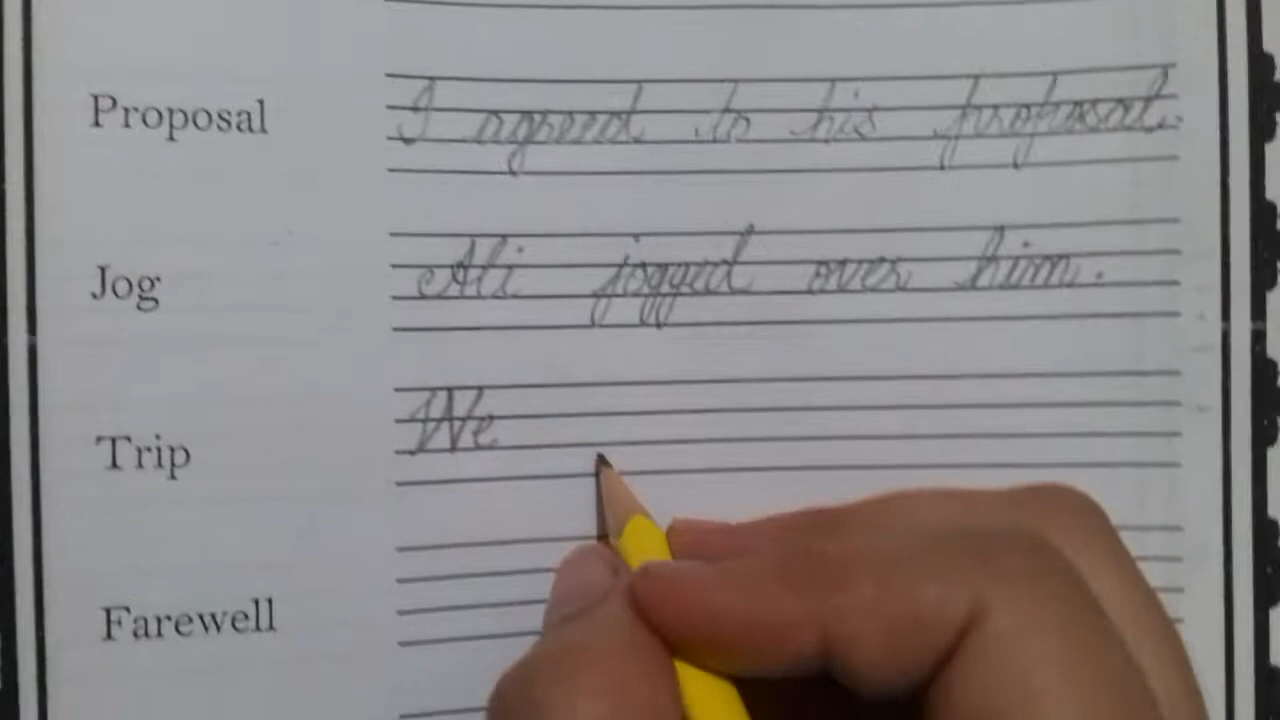 Proposal I agreed to his proposal.
Jog Ali jogged over him.
Trip We
Farewell